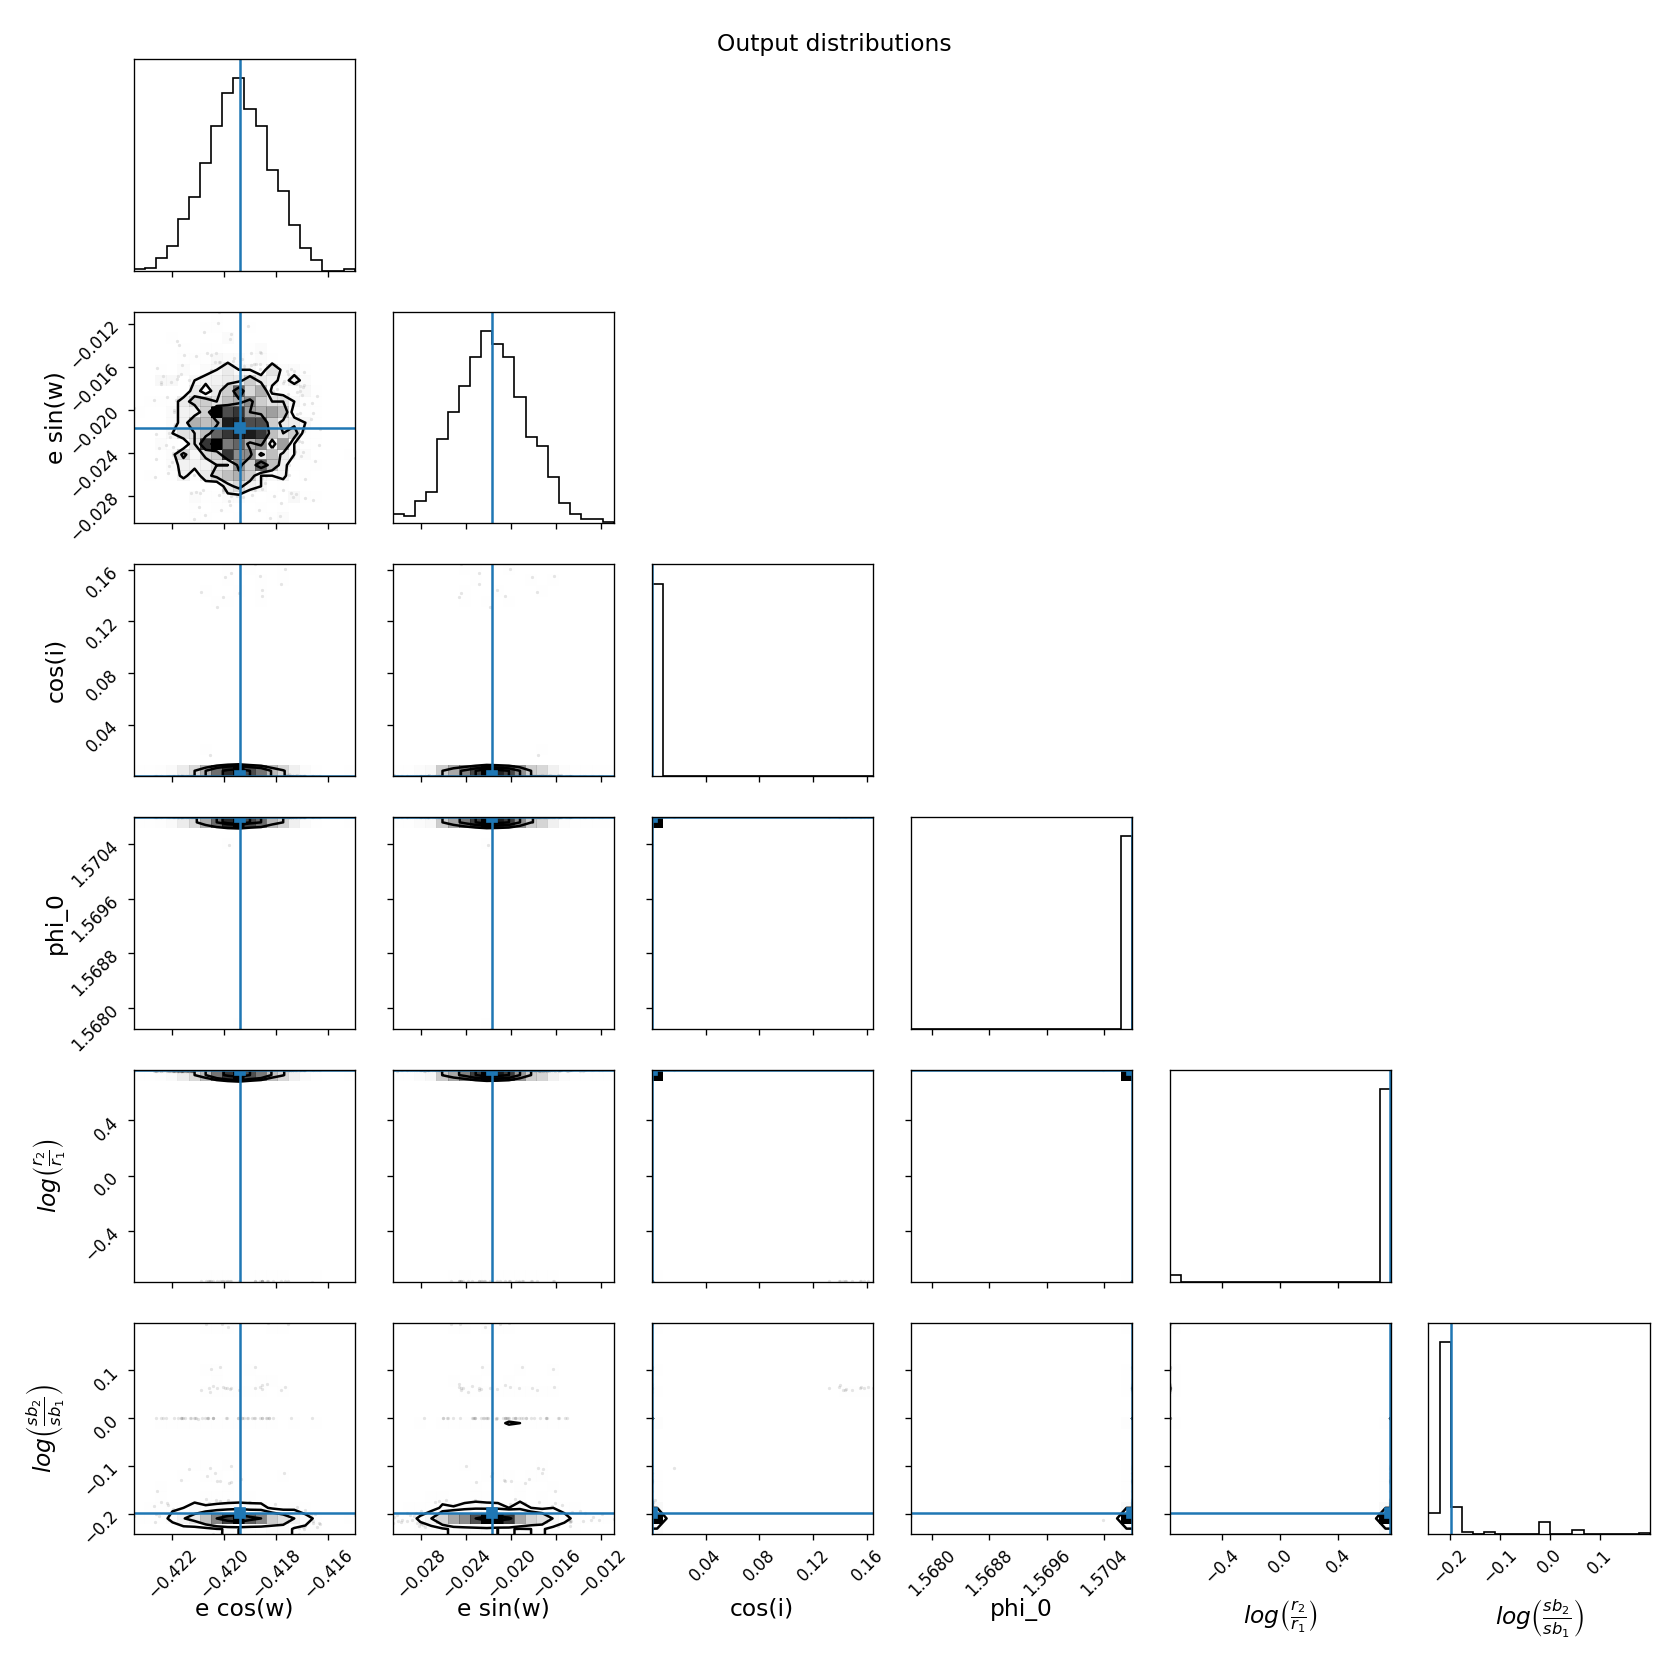 Output distributions
e sin(w)
−0.012
−0.016
−0.020
−0.024
−0.028
cos(i)
0.16
0.12
0.08
0.04
phi_0
1.5704
1.5696
1.5688
1.5680
log(r₂/r₁)
0.4
0.0
−0.4
log(sb₂/sb₁)
0.1
0.0
−0.1
−0.2
−0.422 −0.420 −0.418 −0.416
−0.028 −0.024 −0.020 −0.016 −0.012
0.04 0.08 0.12 0.16
1.5680 1.5688 1.5696 1.5704
−0.4 0.0 0.4
−0.2 −0.1 0.0 0.1
e cos(w) e sin(w) cos(i) phi_0 log(r₂/r₁) log(sb₂/sb₁)